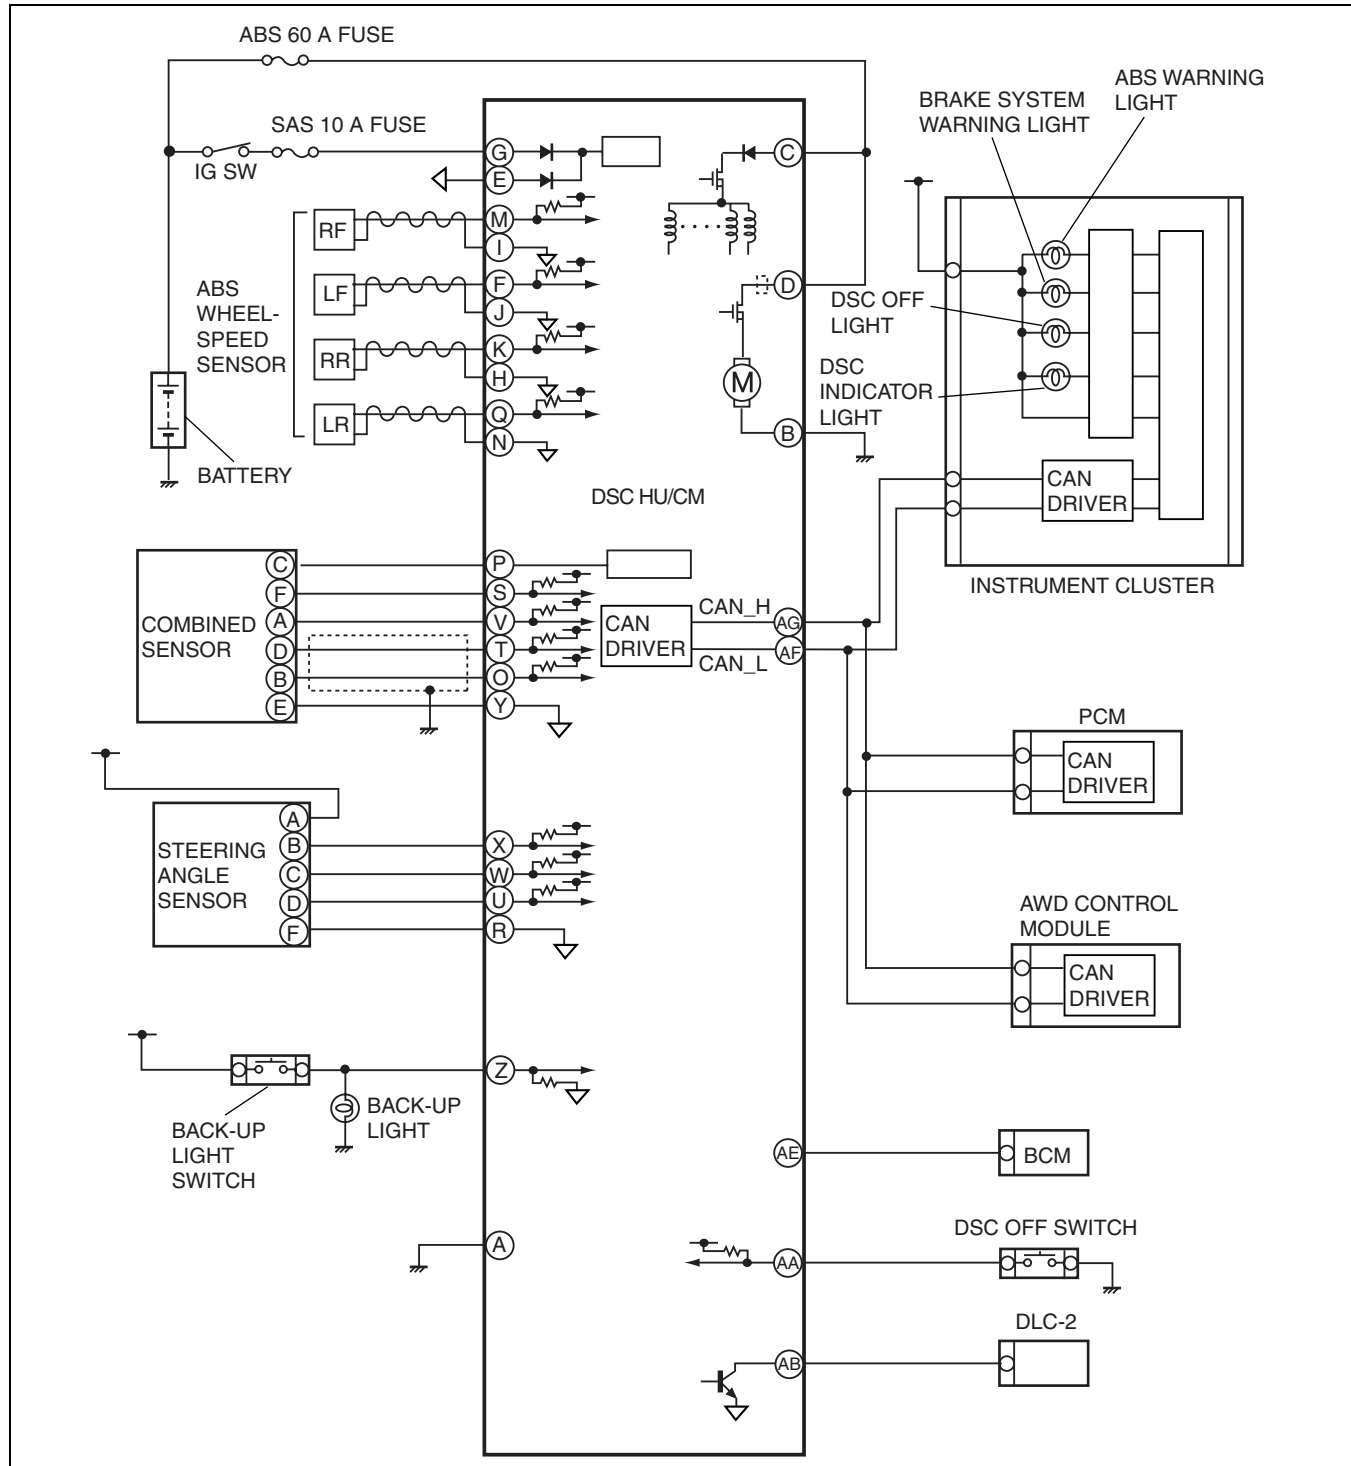 ABS 60 A FUSE
SAS 10 A FUSE
IG SW
G
E
C
RF
M
I
LF
F
J
D
ABS
WHEEL-
SPEED
SENSOR
RR
K
H
M
LR
Q
N
B
BATTERY
DSC HU/CM
BRAKE SYSTEM
WARNING LIGHT
ABS WARNING
LIGHT
DSC OFF
LIGHT
DSC
INDICATOR
LIGHT
CAN
DRIVER
INSTRUMENT CLUSTER
COMBINED
SENSOR
C
F
A
D
B
E
P
S
V
T
O
Y
CAN
DRIVER
CAN_H
CAN_L
AG
AF
PCM
CAN
DRIVER
STEERING
ANGLE
SENSOR
A
B
C
D
F
X
W
U
R
AWD CONTROL
MODULE
CAN
DRIVER
Z
BACK-UP
LIGHT
SWITCH
BACK-UP
LIGHT
AE
BCM
A
DSC OFF SWITCH
AA
DLC-2
AB